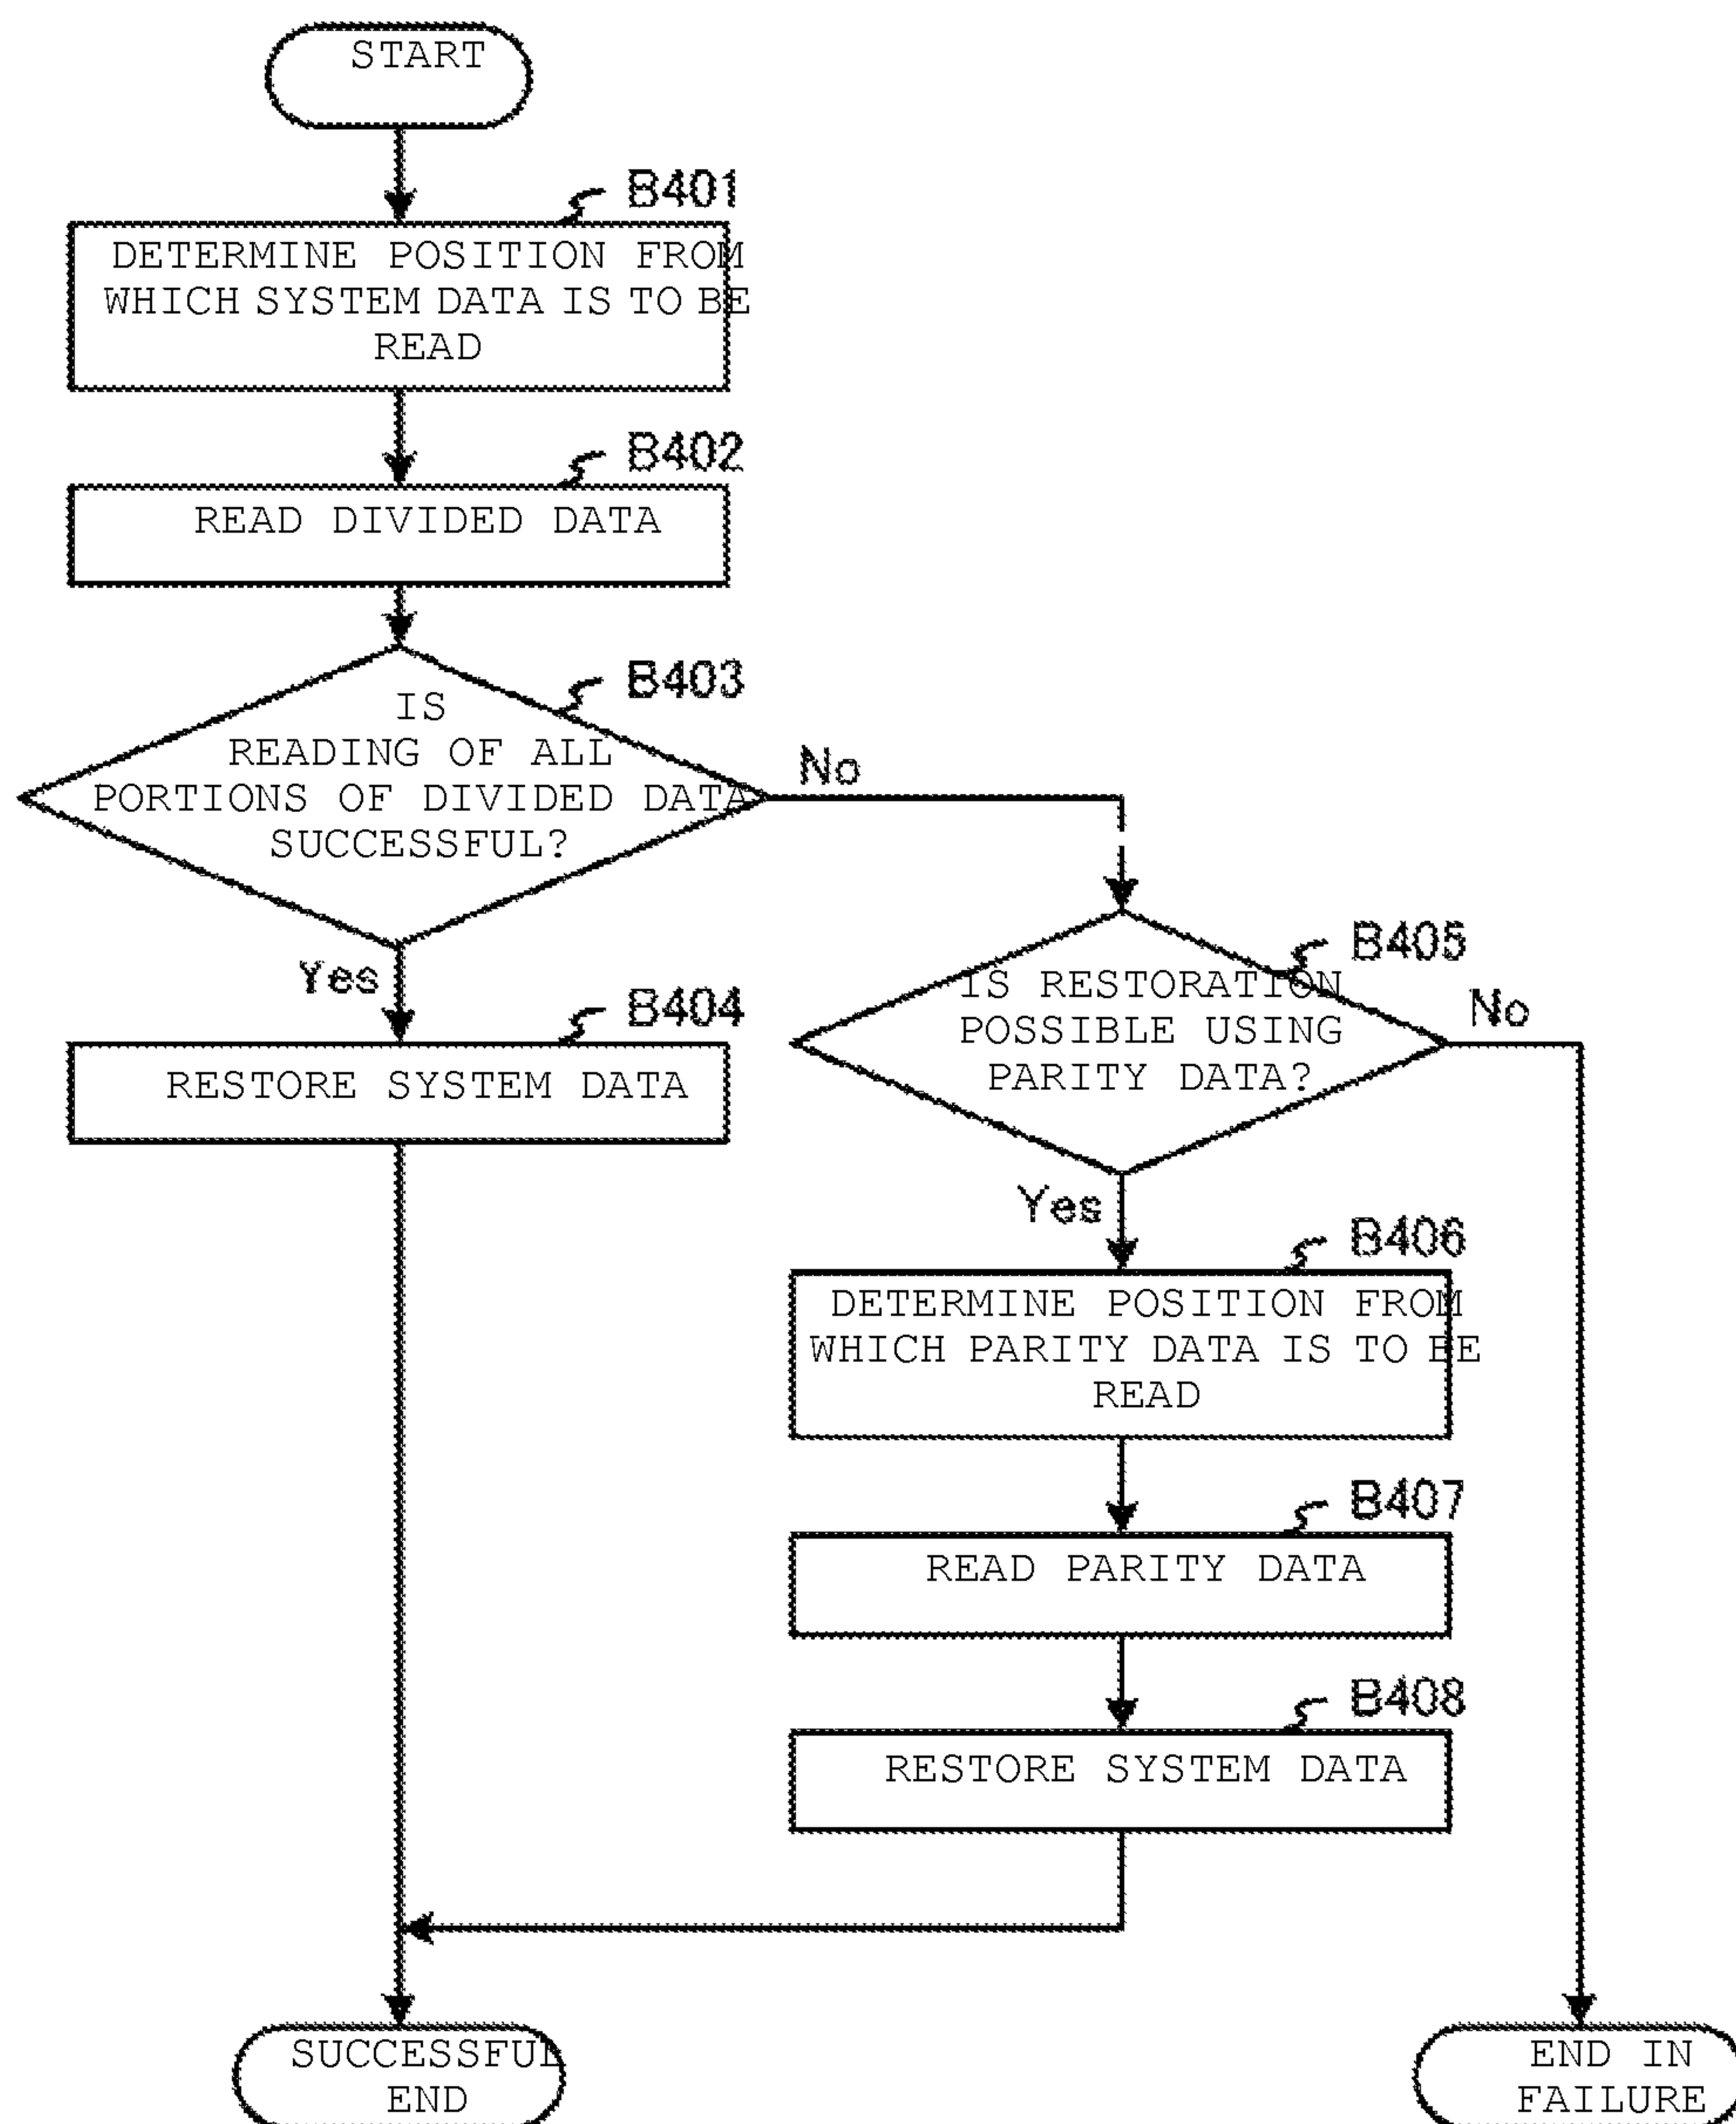 START
B401
DETERMINE POSITION FROM
WHICH SYSTEM DATA IS TO BE
READ
B402
READ DIVIDED DATA
B403
IS
READING OF ALL
PORTIONS OF DIVIDED DATA
SUCCESSFUL?
No
Yes
B404
RESTORE SYSTEM DATA
B405
IS RESTORATION
POSSIBLE USING
PARITY DATA?
No
Yes
B406
DETERMINE POSITION FROM
WHICH PARITY DATA IS TO BE
READ
B407
READ PARITY DATA
B408
RESTORE SYSTEM DATA
SUCCESSFUL
END
END IN
FAILURE